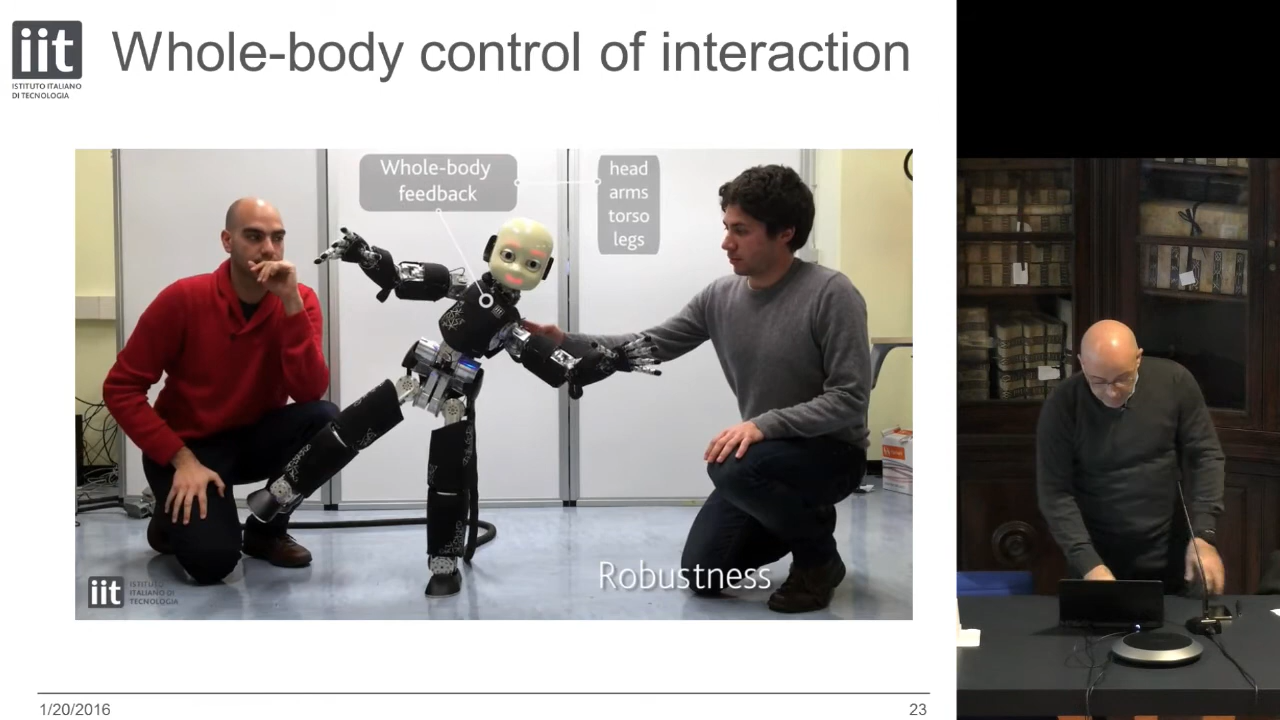 iit
ISTITUTO ITALIANO
DI TECNOLOGIA
Whole-body control of interaction
Whole-body
feedback
head
arms
torso
legs
Robustness
iit
ISTITUTO
ITALIANO DI
TECNOLOGIA
1/20/2016
23